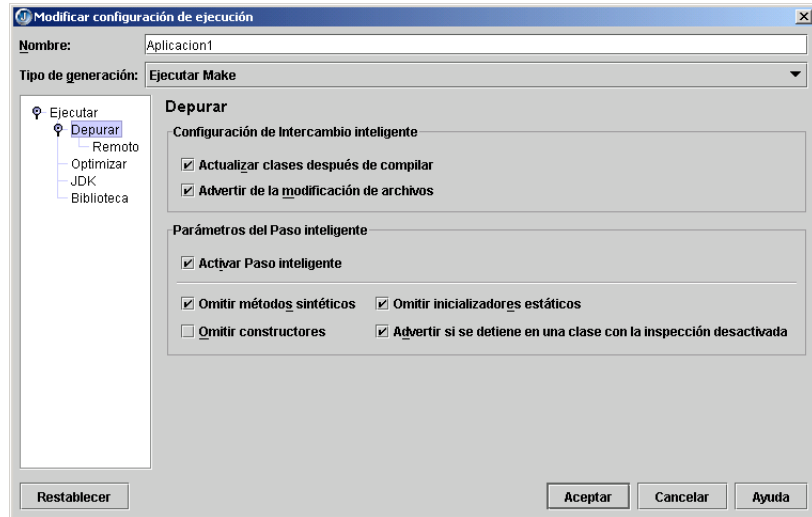 Modificar configuración de ejecución
Nombre: Aplicacion1
Tipo de generación: Ejecutar Make
Ejecutar
Depurar
Remoto
Optimizar
JDK
Biblioteca
Depurar
Configuración de Intercambio inteligente
Actualizar clases después de compilar
Advertir de la modificación de archivos
Parámetros del Paso inteligente
Activar Paso inteligente
Omitir métodos sintéticos Omitir inicializadores estáticos
Omitir constructores Advertir si se detiene en una clase con la inspección desactivada
Restablecer Aceptar Cancelar Ayuda